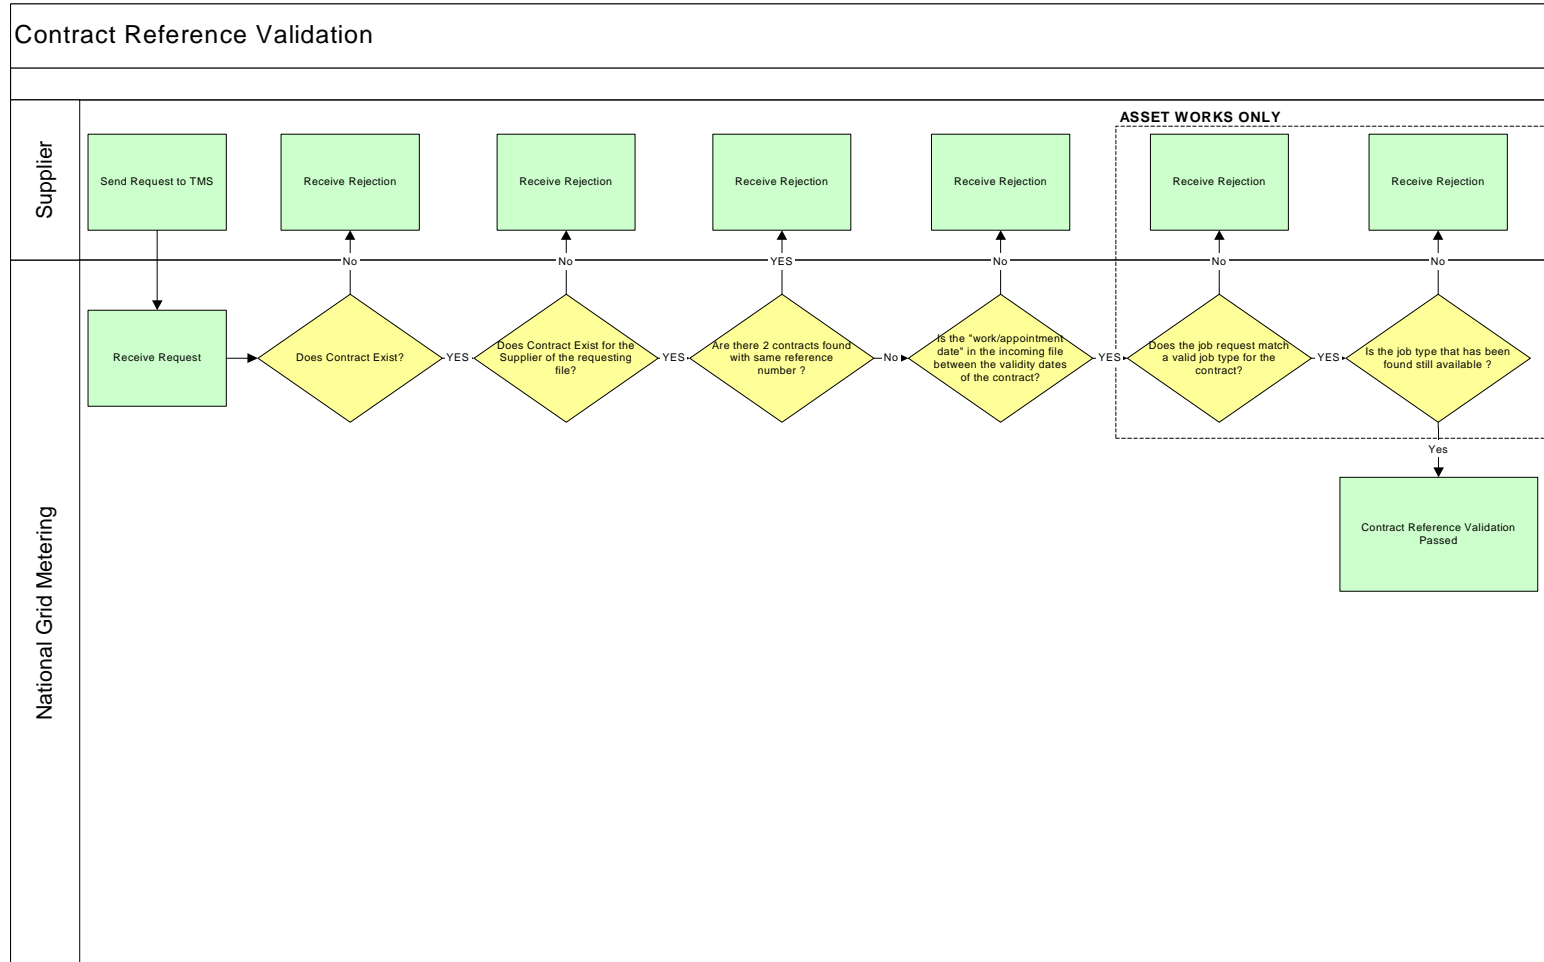 Contract Reference Validation
ASSET WORKS ONLY
Supplier
Send Request to TMS
Receive Rejection
Receive Rejection
Receive Rejection
Receive Rejection
Receive Rejection
Receive Rejection
No
No
YES
No
No
No
National Grid Metering
Receive Request
Does Contract Exist?
YES
Does Contract Exist for the
Supplier of the requesting
file?
YES
Are there 2 contracts found
with same reference
number ?
No
Is the "work/appointment
date" in the incoming file
between the validity dates
of the contract?
YES
Does the job request match
a valid job type for the
contract?
YES
Is the job type that has been
found still available ?
Yes
Contract Reference Validation
Passed